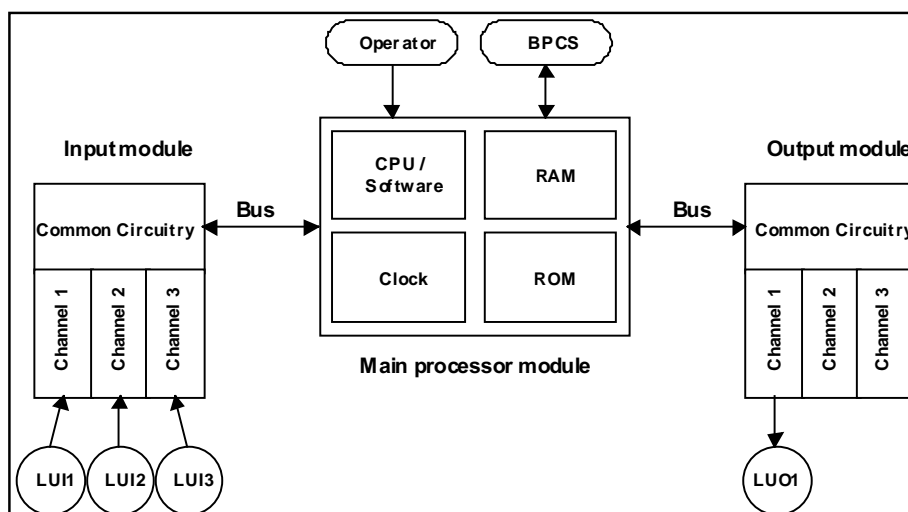 Operator
BPCS
Input module
Output module
CPU /
Software
RAM
Bus
Bus
Common Circuitry
Common Circuitry
Clock
ROM
Channel 1
Channel 2
Channel 3
Channel 1
Channel 2
Channel 3
Main processor module
LUI1
LUI2
LUI3
LUO1